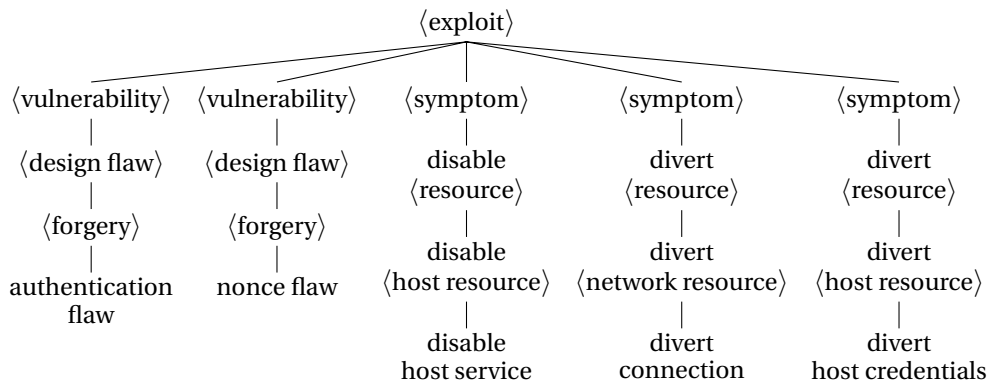 ⟨exploit⟩
⟨vulnerability⟩ ⟨vulnerability⟩ ⟨symptom⟩ ⟨symptom⟩ ⟨symptom⟩
⟨design flaw⟩ ⟨design flaw⟩ disable divert divert
⟨resource⟩ ⟨resource⟩ ⟨resource⟩
⟨forgery⟩ ⟨forgery⟩ disable divert divert
⟨host resource⟩ ⟨network resource⟩ ⟨host resource⟩
authentication nonce flaw
flaw
disable divert divert
host service connection host credentials